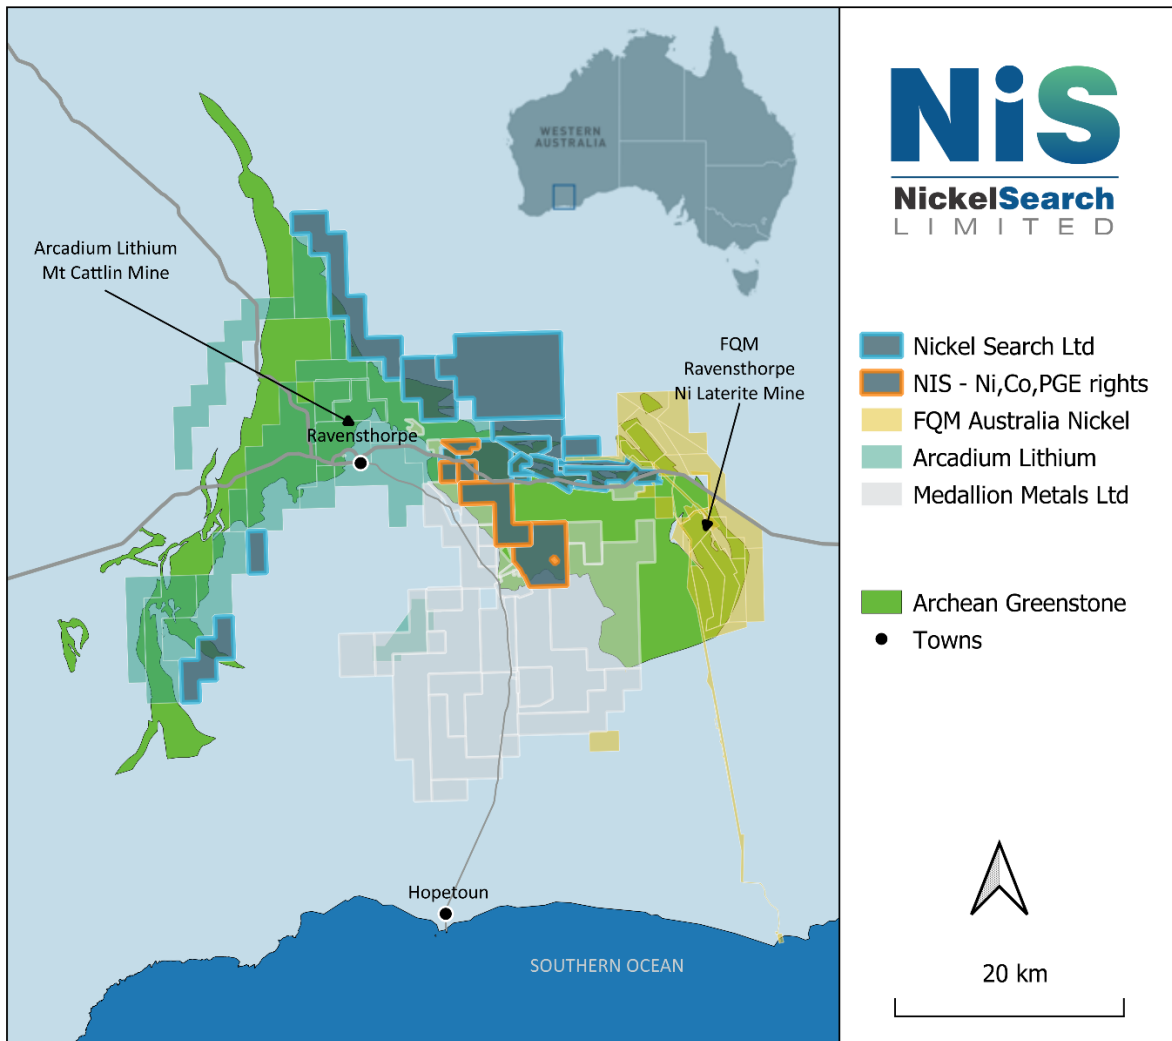 WESTERN
AUSTRALIA
Arcadium Lithium
Mt Cattlin Mine
FQM
Ravensthorpe
Ni Laterite Mine
Ravensthorpe
Hopetoun
SOUTHERN OCEAN
NiS
NickelSearch
LIMITED
Nickel Search Ltd
NIS - Ni,Co,PGE rights
FQM Australia Nickel
Arcadium Lithium
Medallion Metals Ltd
Archean Greenstone
Towns
20 km